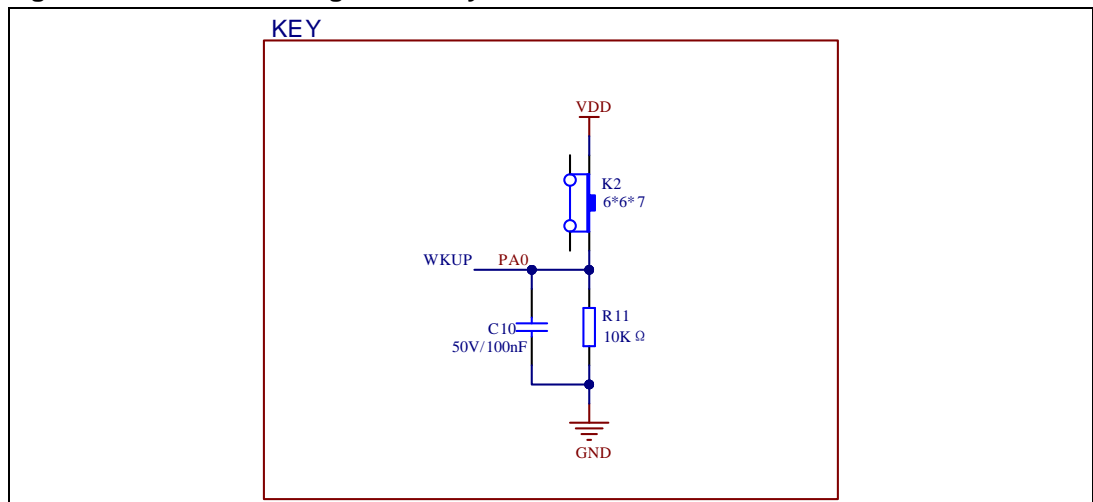 KEY
VDD
K2
6*6*7
WKUP PA0
R11
C10
10K Ω
50V/100nF
GND